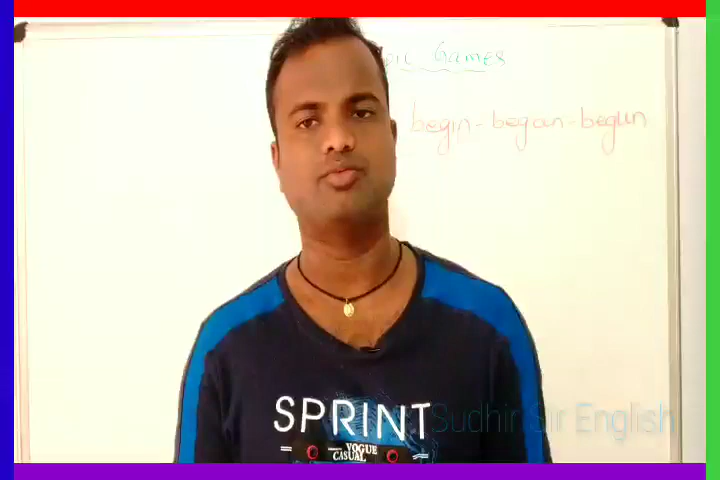 Games
begin - began - begun
SPRINT
Sudhir Sir English
VOGUE
CASUAL